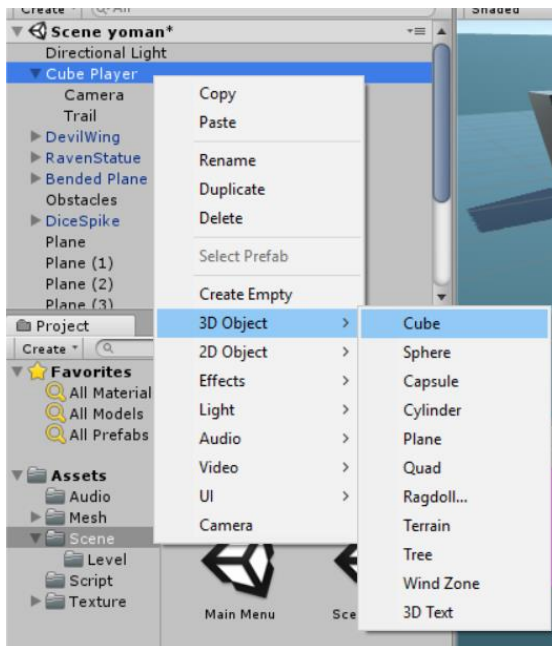 Create
All
Shaded
Scene yoman*
Directional Light
Cube Player
Camera
Trail
DevilWing
RavenStatue
Bended Plane
Obstacles
DiceSpike
Plane
Plane (1)
Plane (2)
Plane (3)
Project
Create
Favorites
All Material
All Models
All Prefabs
Assets
Audio
Mesh
Scene
Level
Script
Texture
Copy
Paste
Rename
Duplicate
Delete
Select Prefab
Create Empty
3D Object
2D Object
Effects
Light
Audio
Video
UI
Camera
Cube
Sphere
Capsule
Cylinder
Plane
Quad
Ragdoll...
Terrain
Tree
Wind Zone
3D Text
Main Menu
Sce